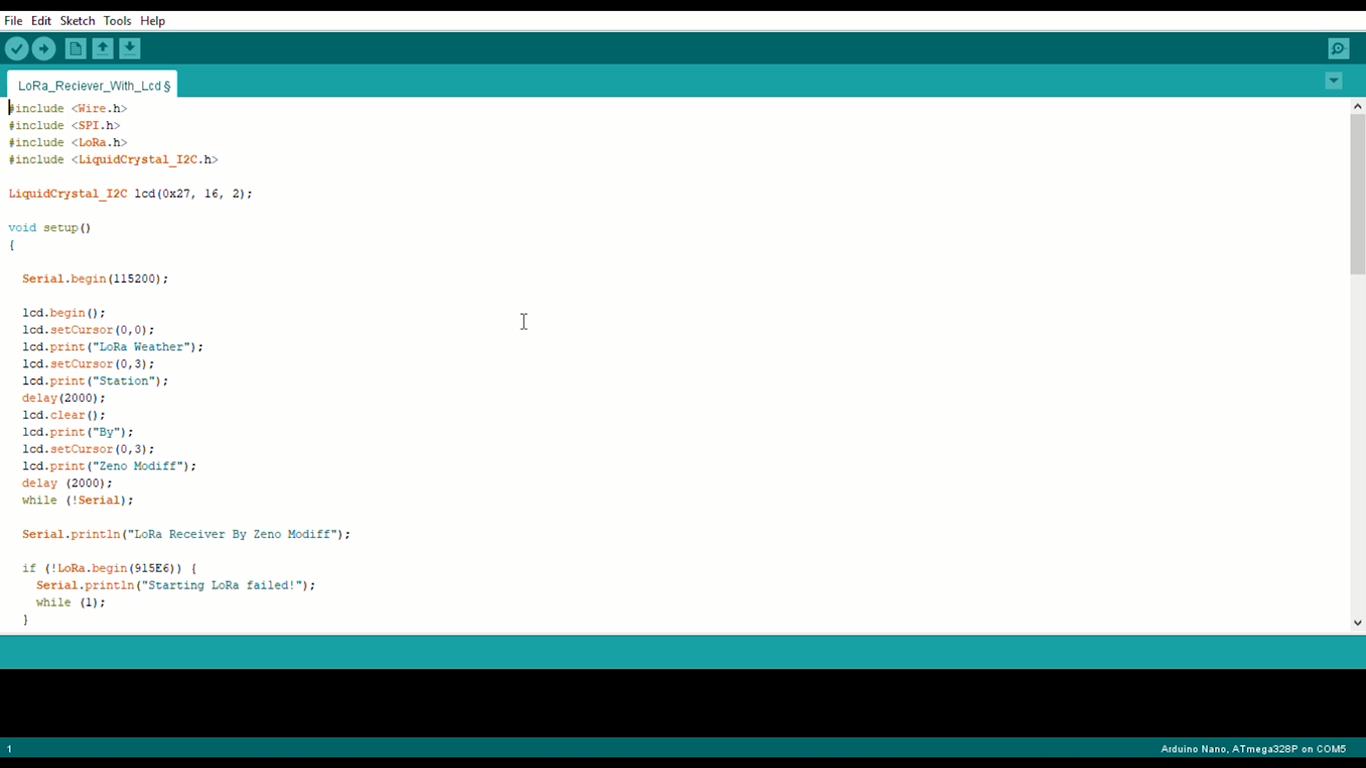 File Edit Sketch Tools Help
LoRa_Reciever_With_Lcd §
#include <Wire.h>
#include <SPI.h>
#include <LoRa.h>
#include <LiquidCrystal_I2C.h>
LiquidCrystal_I2C lcd(0x27, 16, 2);
void setup()
{
Serial.begin(115200);
lcd.begin();
lcd.setCursor(0,0);
lcd.print("LoRa Weather");
lcd.setCursor(0,3);
lcd.print("Station");
delay(2000);
lcd.clear();
lcd.print("By");
lcd.setCursor(0,3);
lcd.print("Zeno Modiff");
delay (2000);
while (!Serial);
Serial.println("LoRa Receiver By Zeno Modiff");
if (!LoRa.begin(915E6)) {
Serial.println("Starting LoRa failed!");
while (1);
}
1
Arduino Nano, ATmega328P on COM5